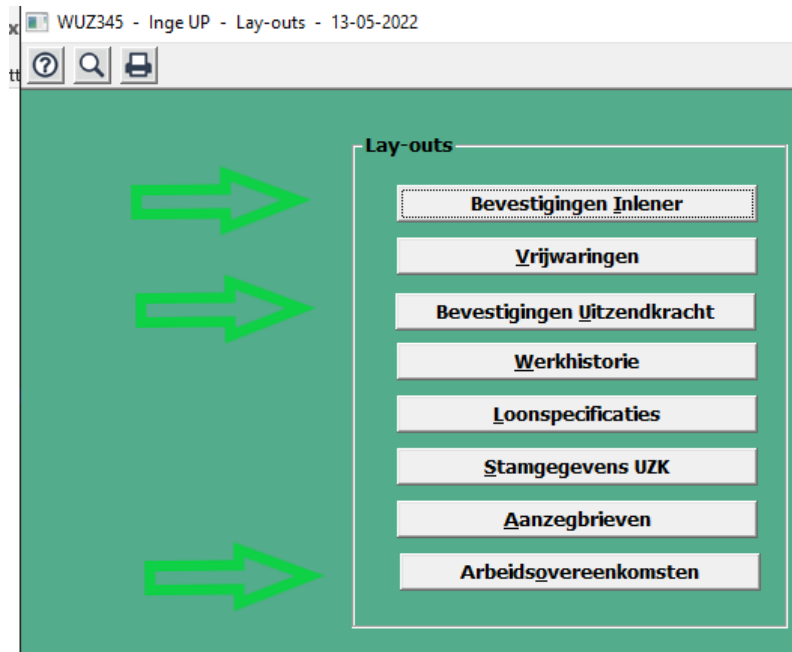 WUZ345 - Inge UP - Lay-outs - 13-05-2022
Lay-outs
Bevestigingen Inlener
Vrijwaringen
Bevestigingen Uitzendkracht
Werkhistorie
Loonspecificaties
Stamgegevens UZK
Aanzegbrieven
Arbeidsovereenkomsten